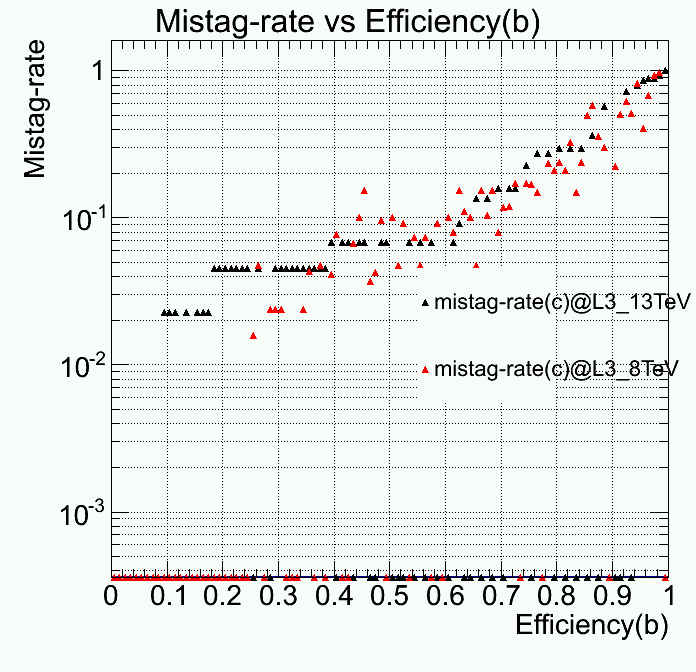 Mistag-rate vs Efficiency(b)
Mistag-rate
1
10-1
10-2
10-3
mistag-rate(c)@L3_13TeV
mistag-rate(c)@L3_8TeV
0 0.1 0.2 0.3 0.4 0.5 0.6 0.7 0.8 0.9 1
Efficiency(b)